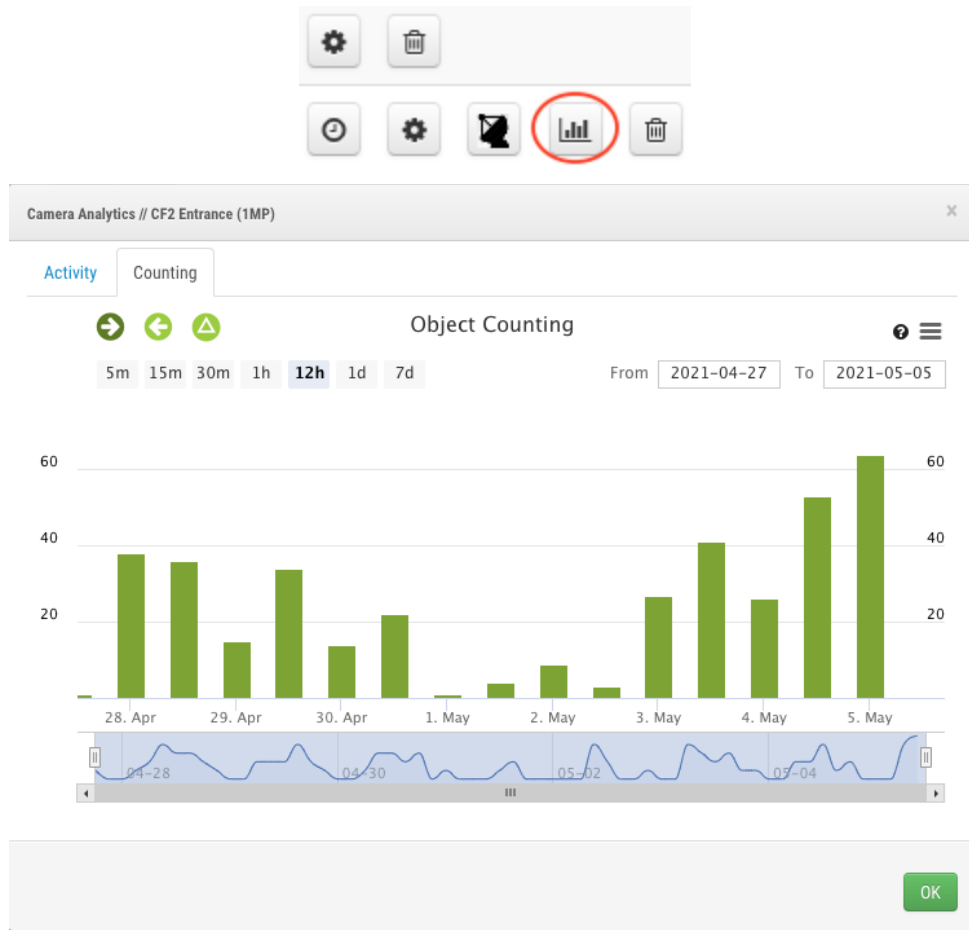 Camera Analytics // CF2 Entrance (1MP)
×
Activity Counting
Object Counting
?
5m 15m 30m 1h 12h 1d 7d From 2021-04-27 To 2021-05-05
60 60
40 40
20 20
28. Apr 29. Apr 30. Apr 1. May 2. May 3. May 4. May 5. May
04-28 04-30 05-02 05-04
OK